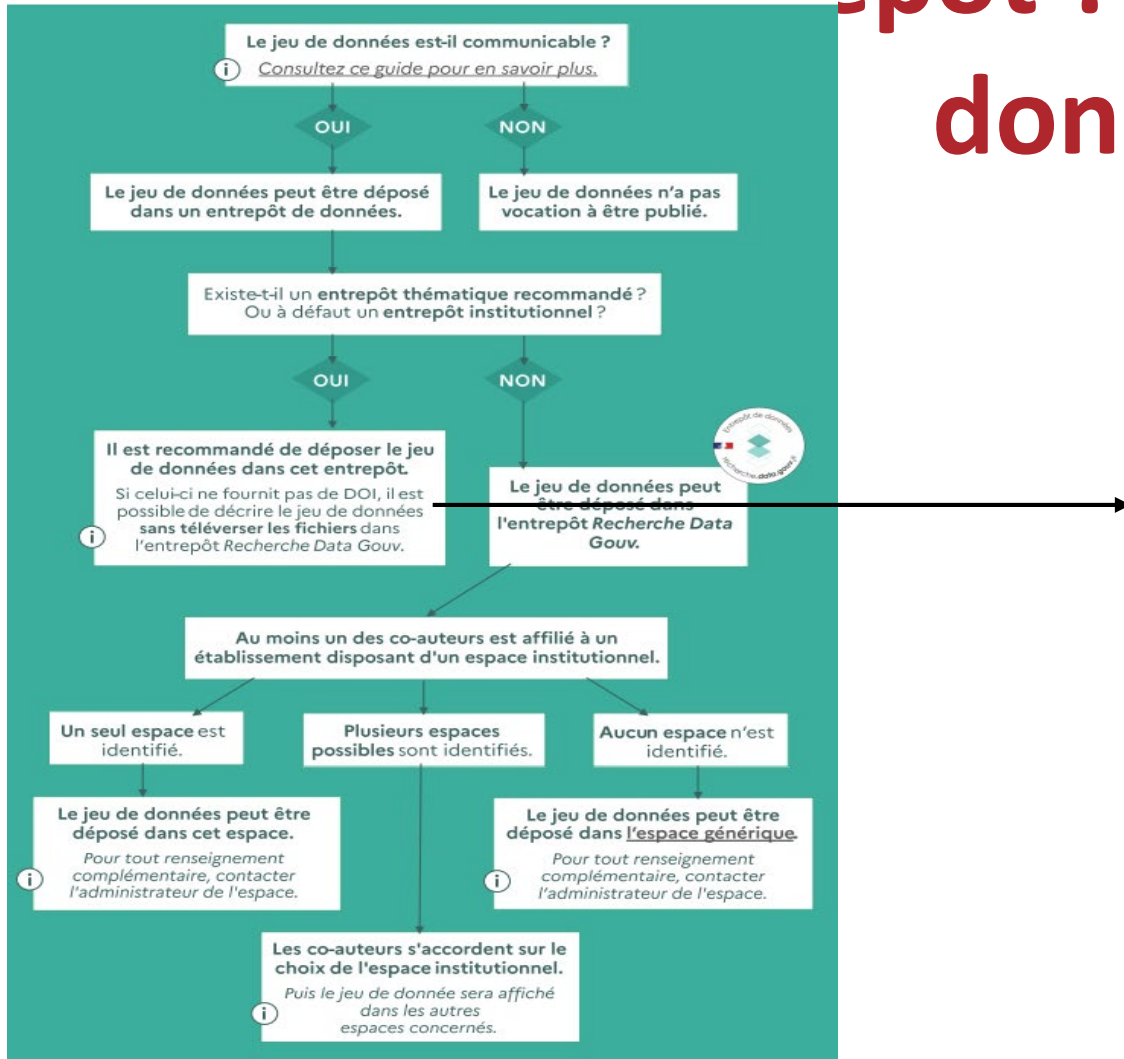 epôt ?
don
Le jeu de données est-il communicable ?
i Consultez ce guide pour en savoir plus.
OUI
NON
Le jeu de données peut être déposé
dans un entrepôt de données.
Le jeu de données n'a pas
vocation à être publié.
Existe-t-il un entrepôt thématique recommandé ?
Ou à défaut un entrepôt institutionnel ?
OUI
NON
Entrepôt de données
recherche.data.gouv.fr
Il est recommandé de déposer le jeu
de données dans cet entrepôt.
Si celui-ci ne fournit pas de DOI, il est
possible de décrire le jeu de données
sans téléverser les fichiers dans
i l'entrepôt Recherche Data Gouv.
Le jeu de données peut
être déposé dans
l'entrepôt Recherche Data
Gouv.
Au moins un des co-auteurs est affilié à un
établissement disposant d'un espace institutionnel.
Un seul espace est
identifié.
Plusieurs espaces
possibles sont identifiés.
Aucun espace n'est
identifié.
Le jeu de données peut être
déposé dans cet espace.
Pour tout renseignement
i complémentaire, contacter
l'administrateur de l'espace.
Le jeu de données peut être
déposé dans l'espace générique.
Pour tout renseignement
i complémentaire, contacter
l'administrateur de l'espace.
Les co-auteurs s'accordent sur le
choix de l'espace institutionnel.
Puis le jeu de donnée sera affiché
i dans les autres
espaces concernés.